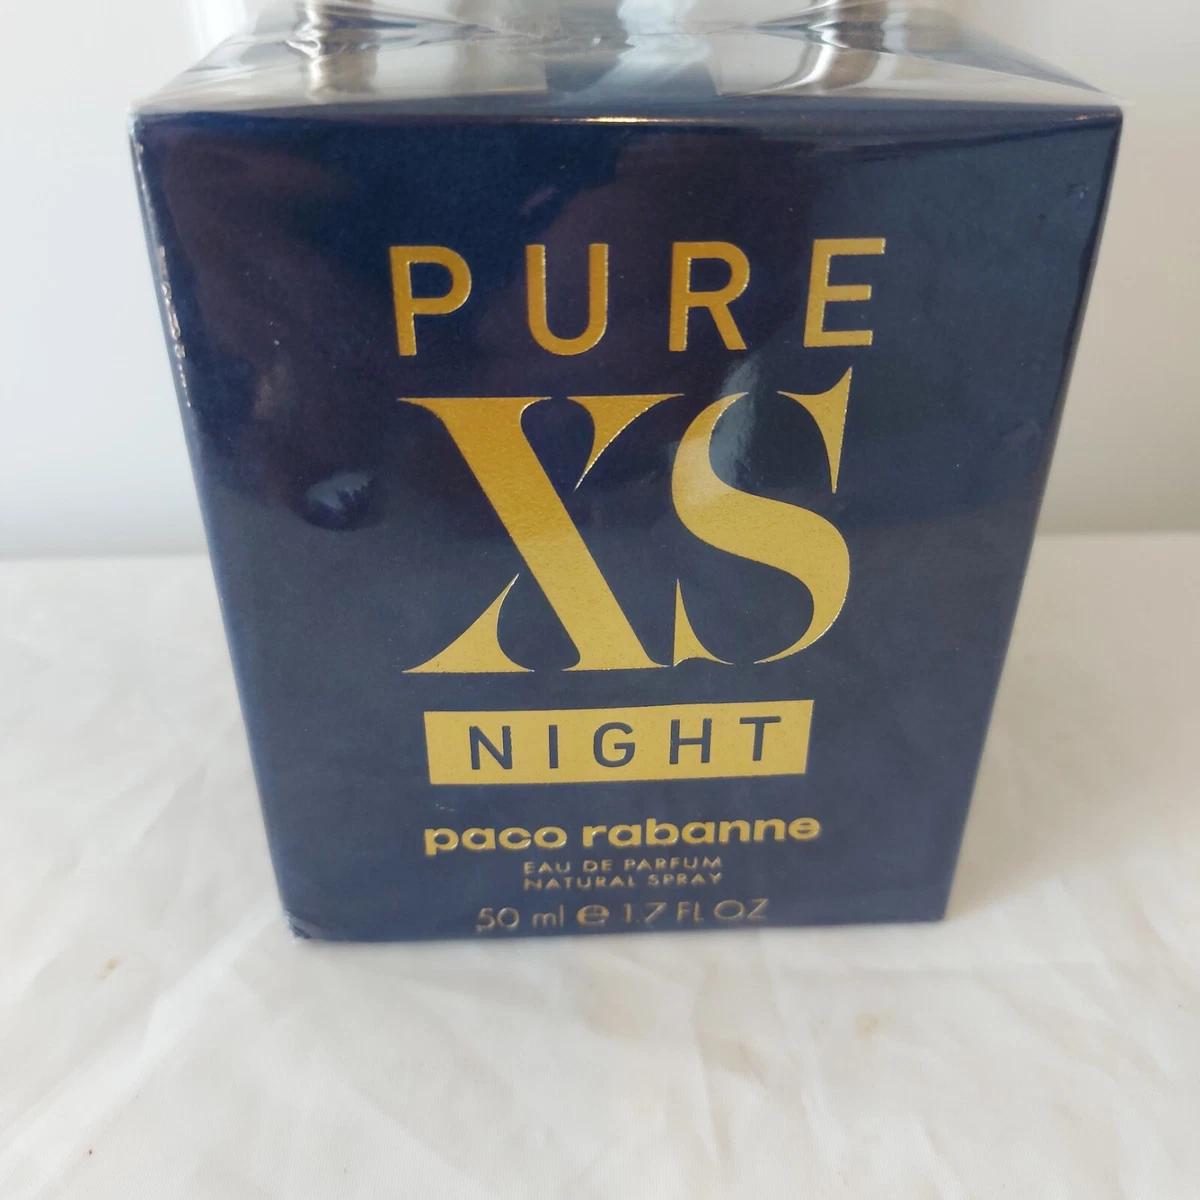 PURE
XS
NIGHT
paco rabanne
EAU DE PARFUM
NATURAL SPRAY
50 ml e 1.7 FL OZ